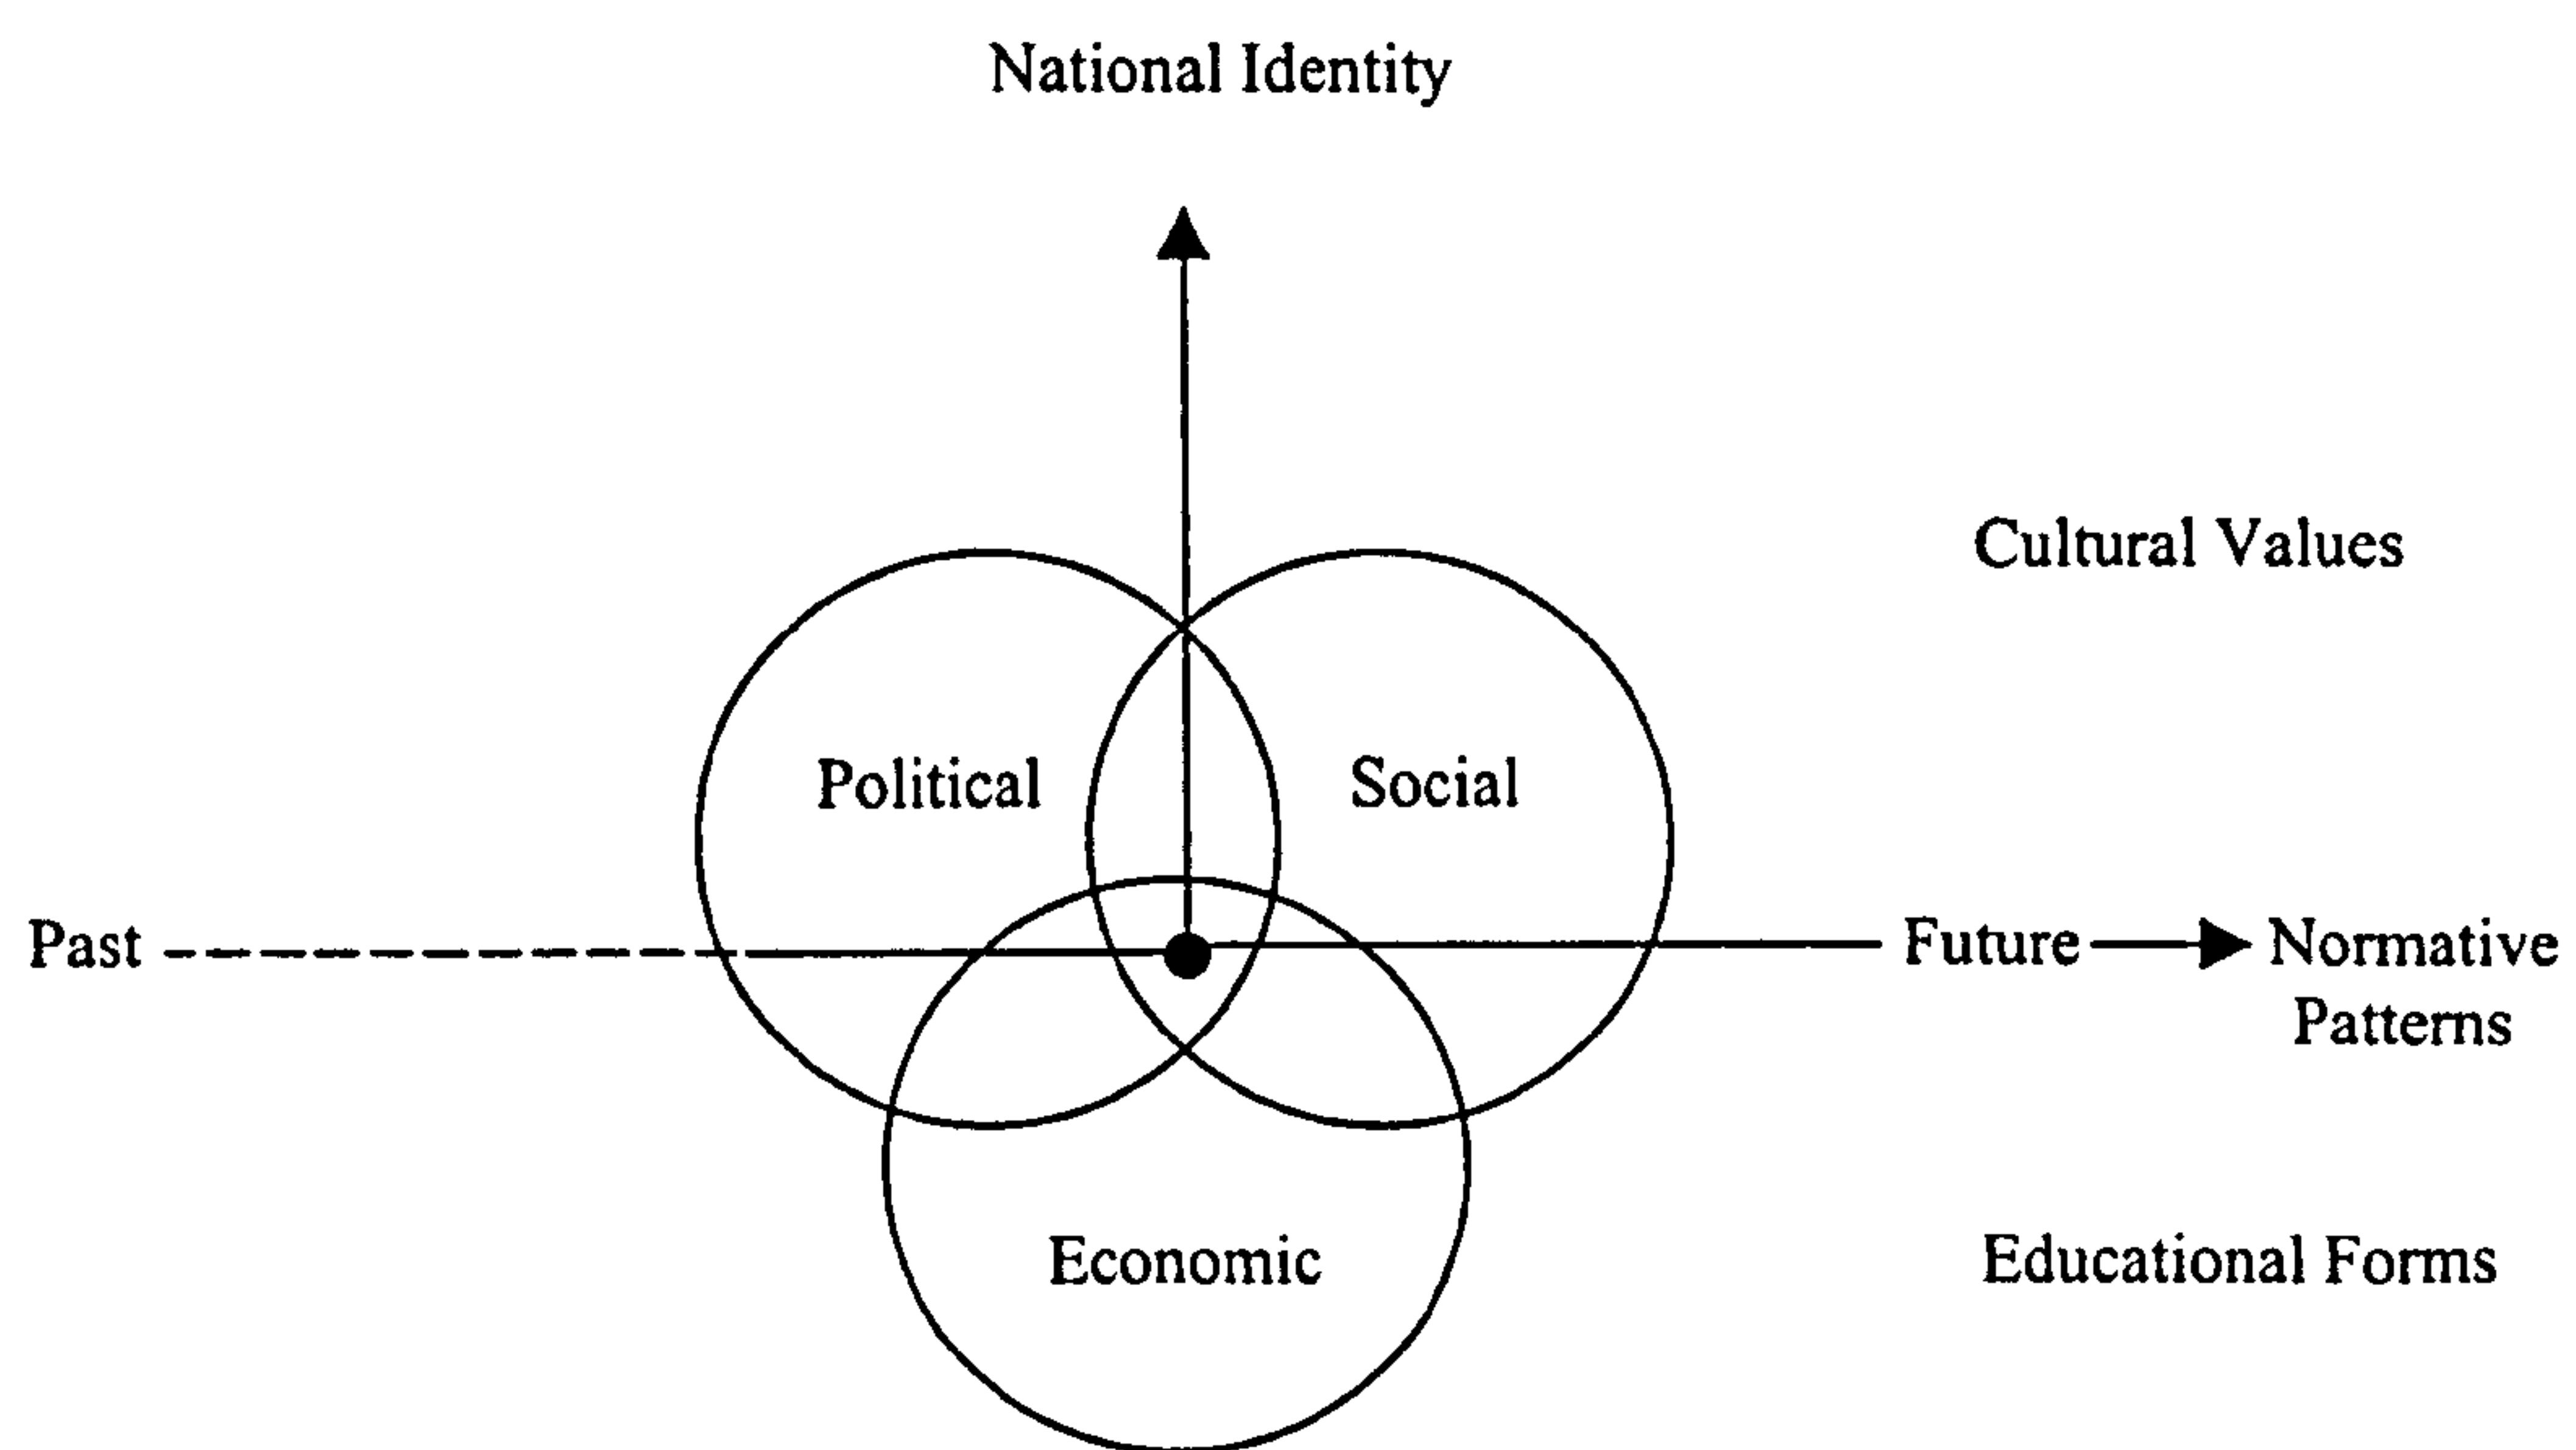 National Identity
Cultural Values
Political
Social
Past
Future
Normative
Patterns
Economic
Educational Forms